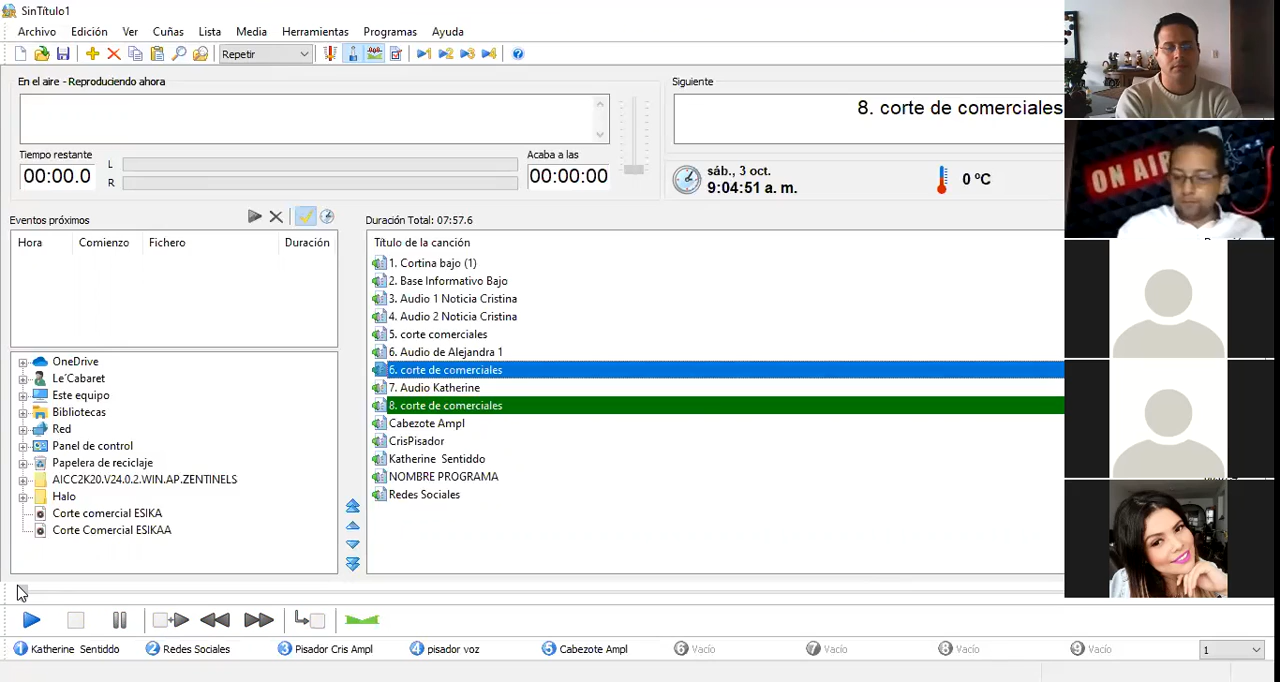 SinTítulo1
Archivo Edición Ver Cuñas Lista Media Herramientas Programas Ayuda
Repetir 1 2 3 4
En el aire - Reproduciendo ahora
Siguiente
8. corte de comerciales
Tiempo restante L Acaba a las
00:00.0 R 00:00:00
sáb., 3 oct.
9:04:51 a. m.
0 ºC
ON AIR
Eventos próximos
Hora Comienzo Fichero Duración
Duración Total: 07:57.6
Título de la canción
1. Cortina bajo (1)
2. Base Informativo Bajo
3. Audio 1 Noticia Cristina
4. Audio 2 Noticia Cristina
5. corte comerciales
6. Audio de Alejandra 1
6. corte de comerciales
7. Audio Katherine
8. corte de comerciales
Cabezote Ampl
CrisPisador
Katherine Sentiddo
NOMBRE PROGRAMA
Redes Sociales
OneDrive
Le´Cabaret
Este equipo
Bibliotecas
Red
Panel de control
Papelera de reciclaje
AICC2K20.V24.0.2.WIN.AP.ZENTINELS
Halo
Corte comercial ESIKA
Corte Comercial ESIKAA
1 Katherine Sentiddo 2 Redes Sociales 3 Pisador Cris Ampl 4 pisador voz 5 Cabezote Ampl 6 Vacío 7 Vacío 8 Vacío 9 Vacío 1